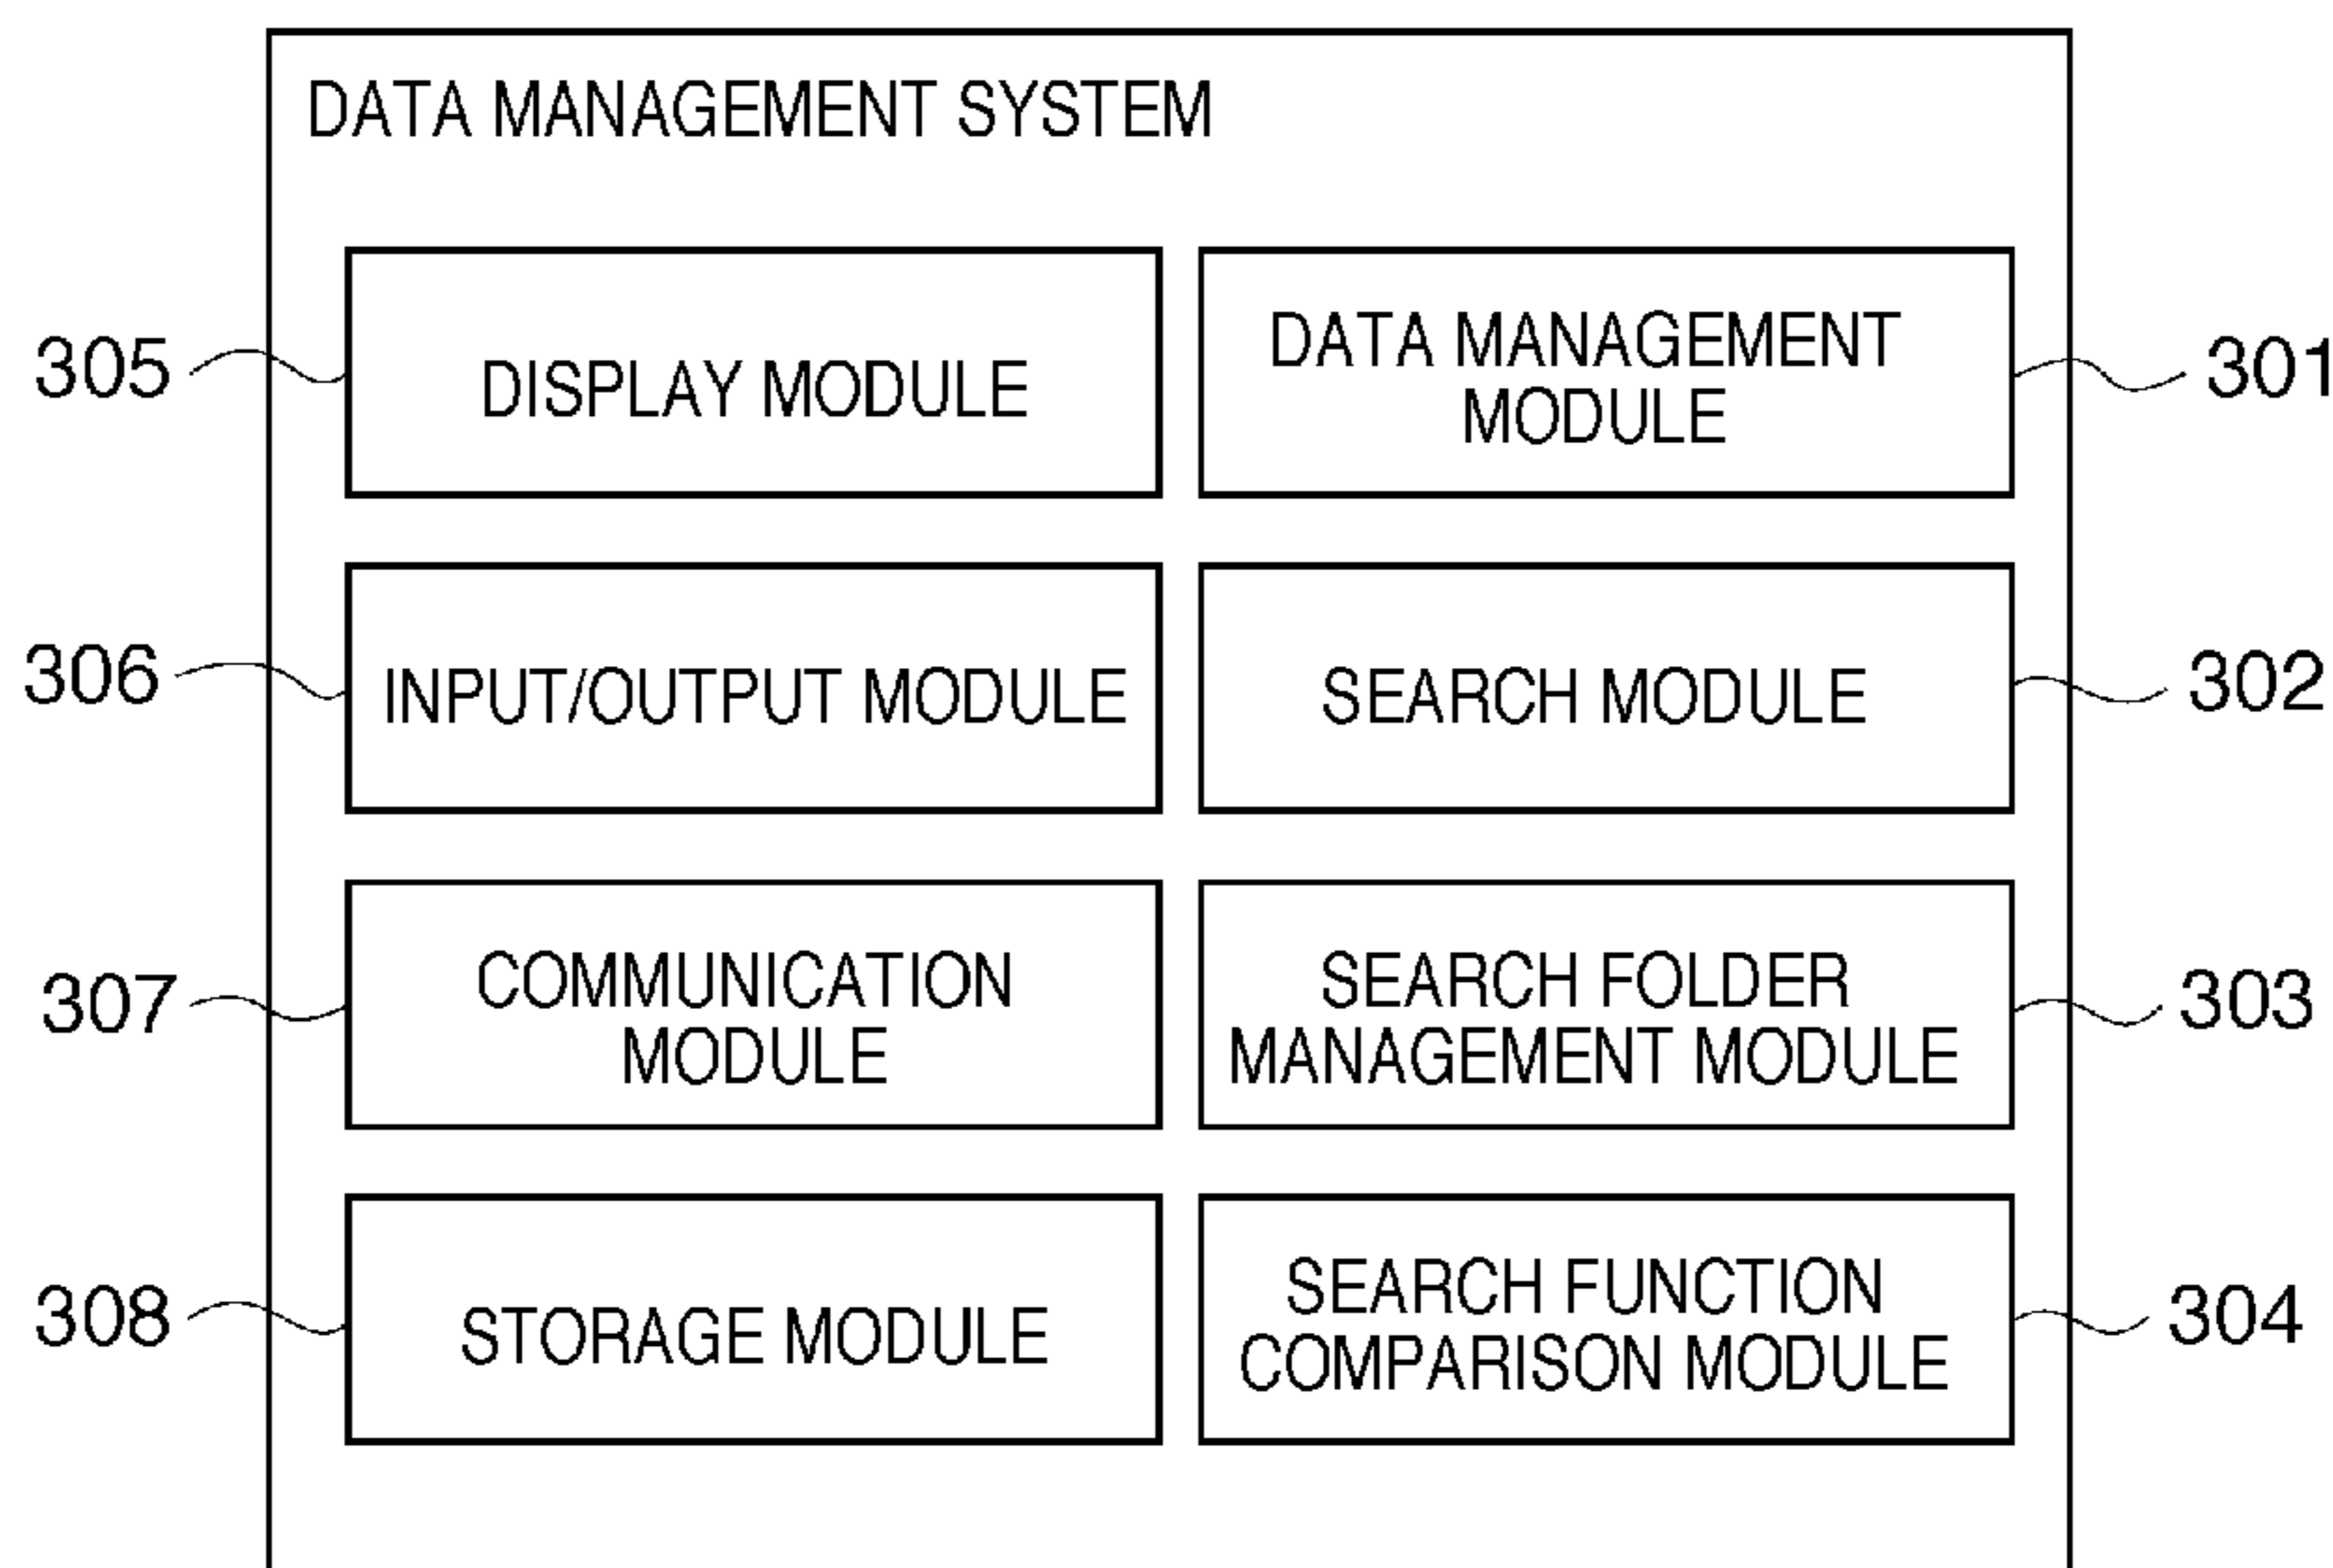 DATA MANAGEMENT SYSTEM
305
DISPLAY MODULE
DATA MANAGEMENT
MODULE
301
306
INPUT/OUTPUT MODULE
SEARCH MODULE
302
307
COMMUNICATION
MODULE
SEARCH FOLDER
MANAGEMENT MODULE
303
308
STORAGE MODULE
SEARCH FUNCTION
COMPARISON MODULE
304